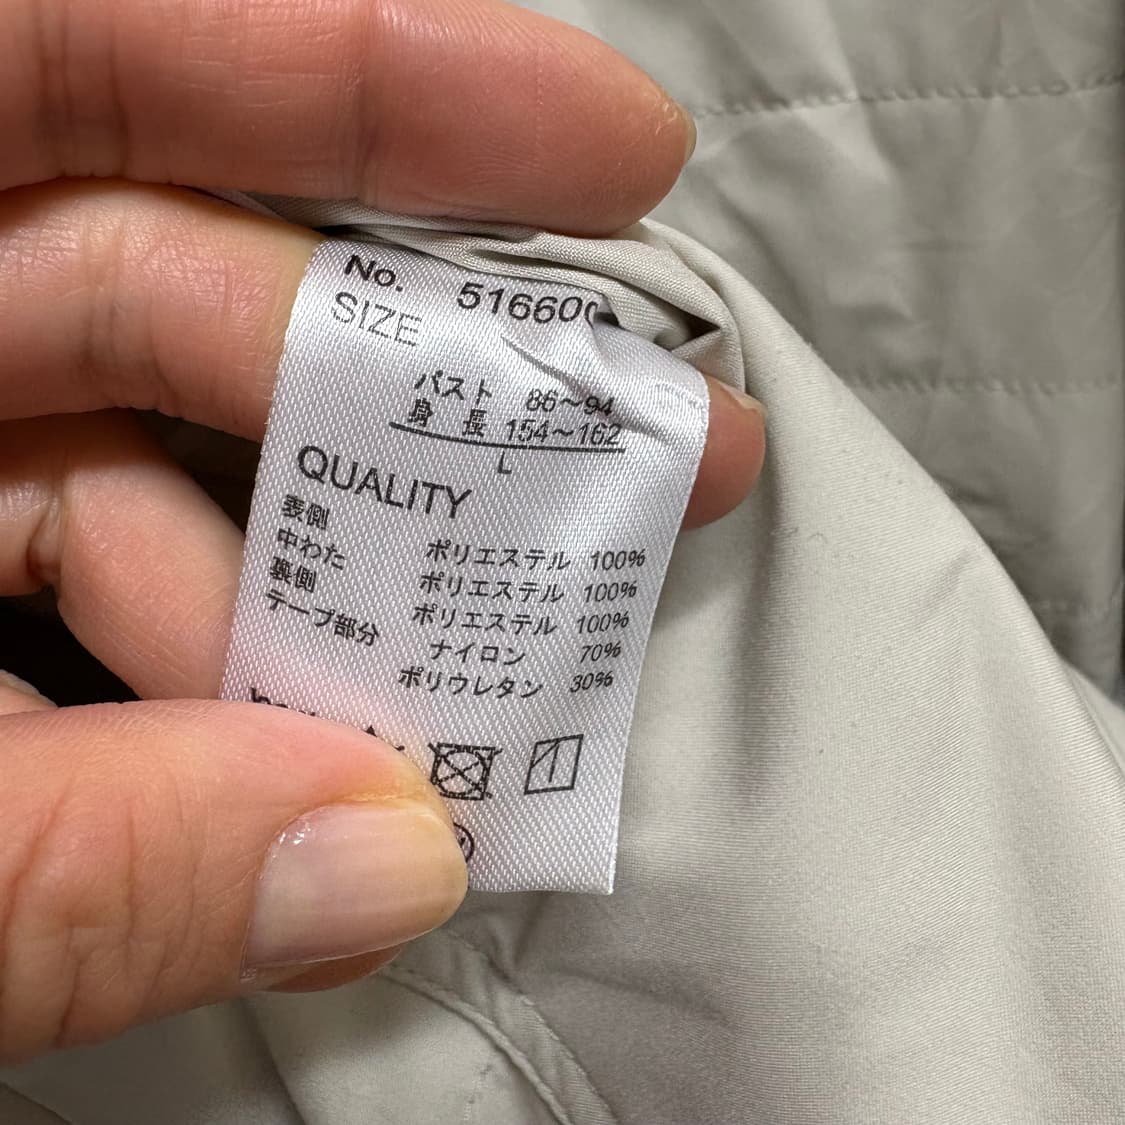 No. 516600
SIZE
バスト 86～94
身長 154～162
L
QUALITY
表側 ポリエステル 100%
中わた ポリエステル 100%
裏側 ポリエステル 100%
テープ部分 ナイロン 70%
ポリウレタン 30%